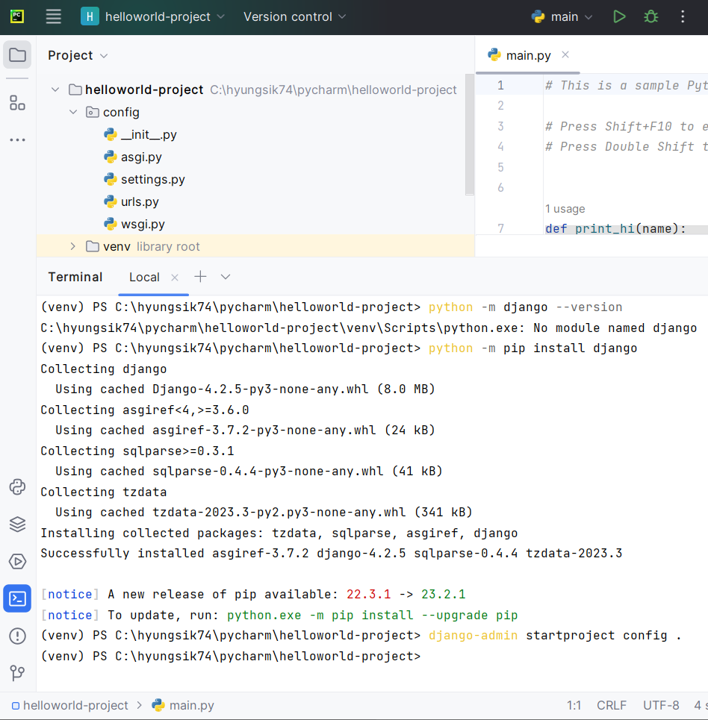 PC
H helloworld-project Version control main
Project
main.py
helloworld-project C:\hyungsik74\pycharm\helloworld-project
config
__init__.py
asgi.py
settings.py
urls.py
wsgi.py
venv library root
1 # This is a sample Pyt
2
3 # Press Shift+F10 to e
4 # Press Double Shift t
5
6
1 usage
7 def print_hi(name):
Terminal Local
(venv) PS C:\hyungsik74\pycharm\helloworld-project> python -m django --version
C:\hyungsik74\pycharm\helloworld-project\venv\Scripts\python.exe: No module named django
(venv) PS C:\hyungsik74\pycharm\helloworld-project> python -m pip install django
Collecting django
Using cached Django-4.2.5-py3-none-any.whl (8.0 MB)
Collecting asgiref<4,>=3.6.0
Using cached asgiref-3.7.2-py3-none-any.whl (24 kB)
Collecting sqlparse>=0.3.1
Using cached sqlparse-0.4.4-py3-none-any.whl (41 kB)
Collecting tzdata
Using cached tzdata-2023.3-py2.py3-none-any.whl (341 kB)
Installing collected packages: tzdata, sqlparse, asgiref, django
Successfully installed asgiref-3.7.2 django-4.2.5 sqlparse-0.4.4 tzdata-2023.3
[notice] A new release of pip available: 22.3.1 -> 23.2.1
[notice] To update, run: python.exe -m pip install --upgrade pip
(venv) PS C:\hyungsik74\pycharm\helloworld-project> django-admin startproject config .
(venv) PS C:\hyungsik74\pycharm\helloworld-project>
helloworld-project > main.py 1:1 CRLF UTF-8 4 s